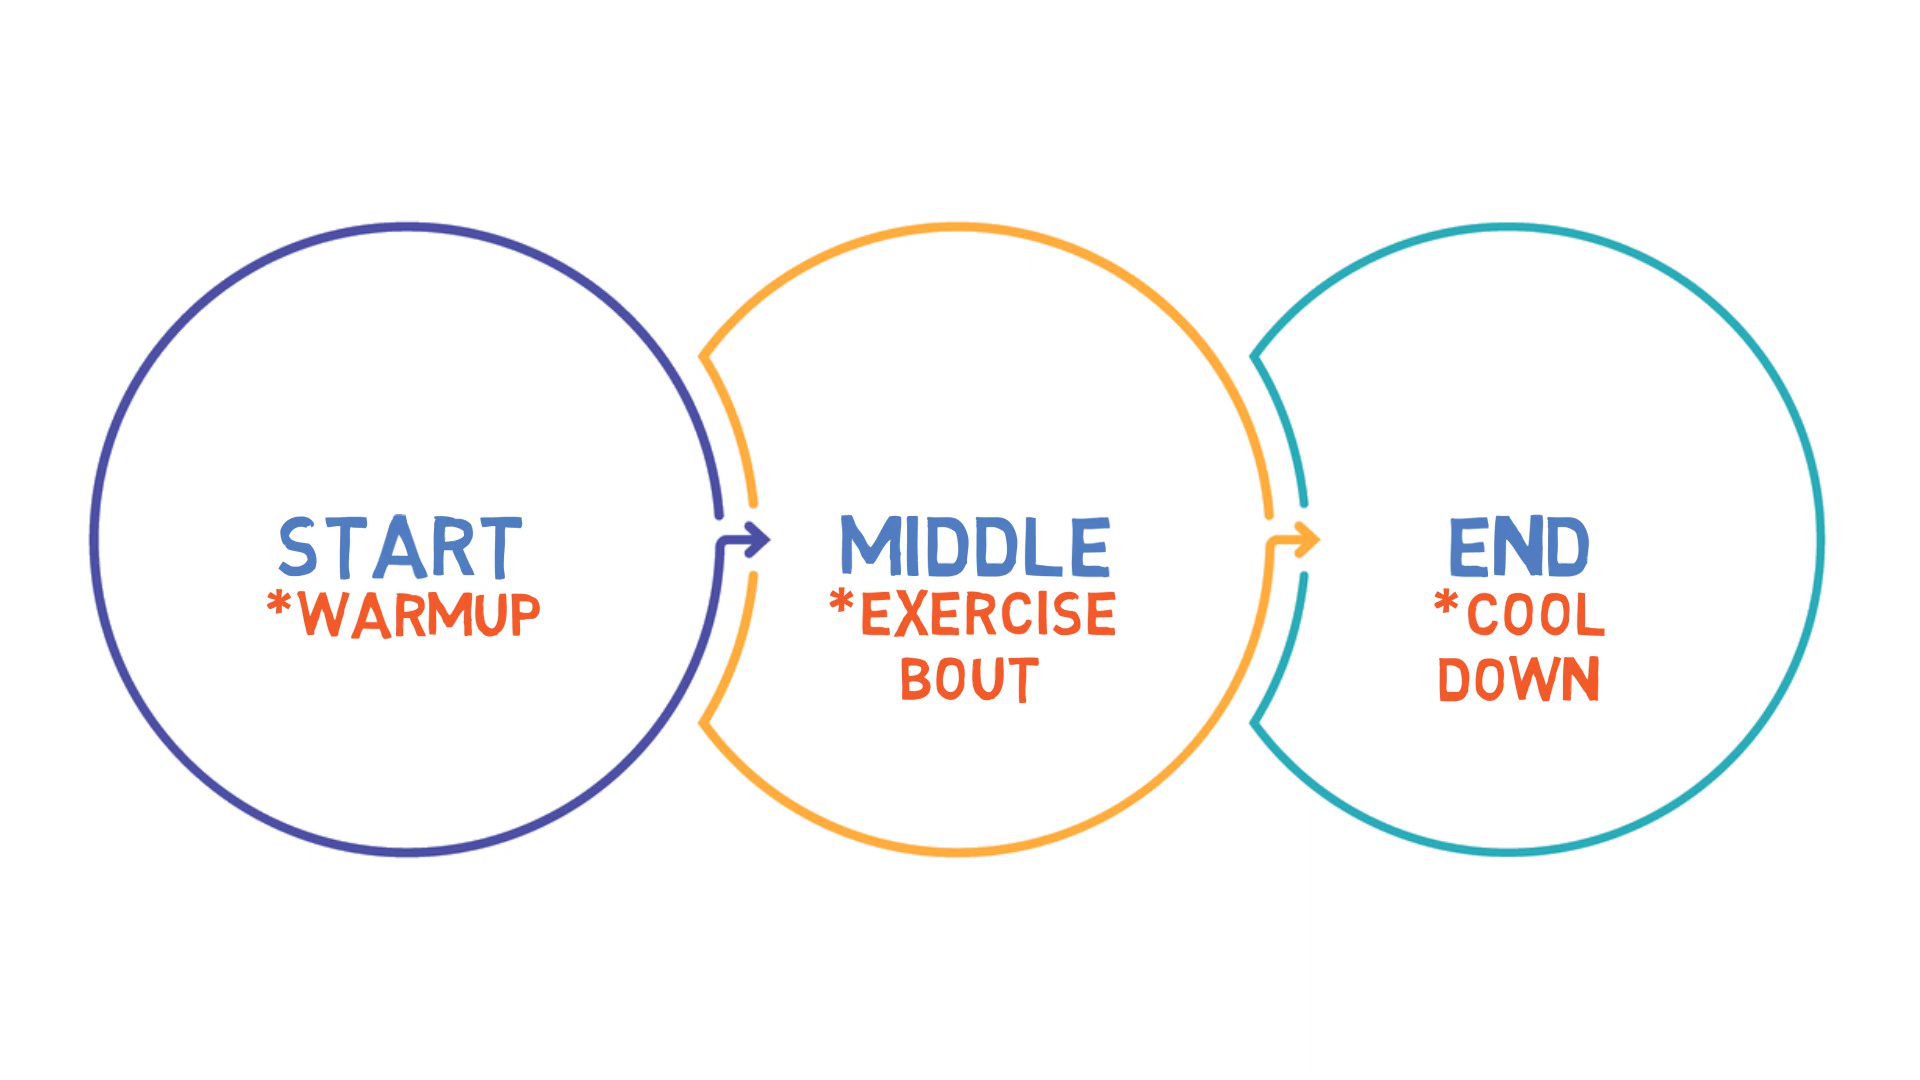 START
*WARMUP
MIDDLE
*EXERCISE
BOUT
END
*COOL
DOWN